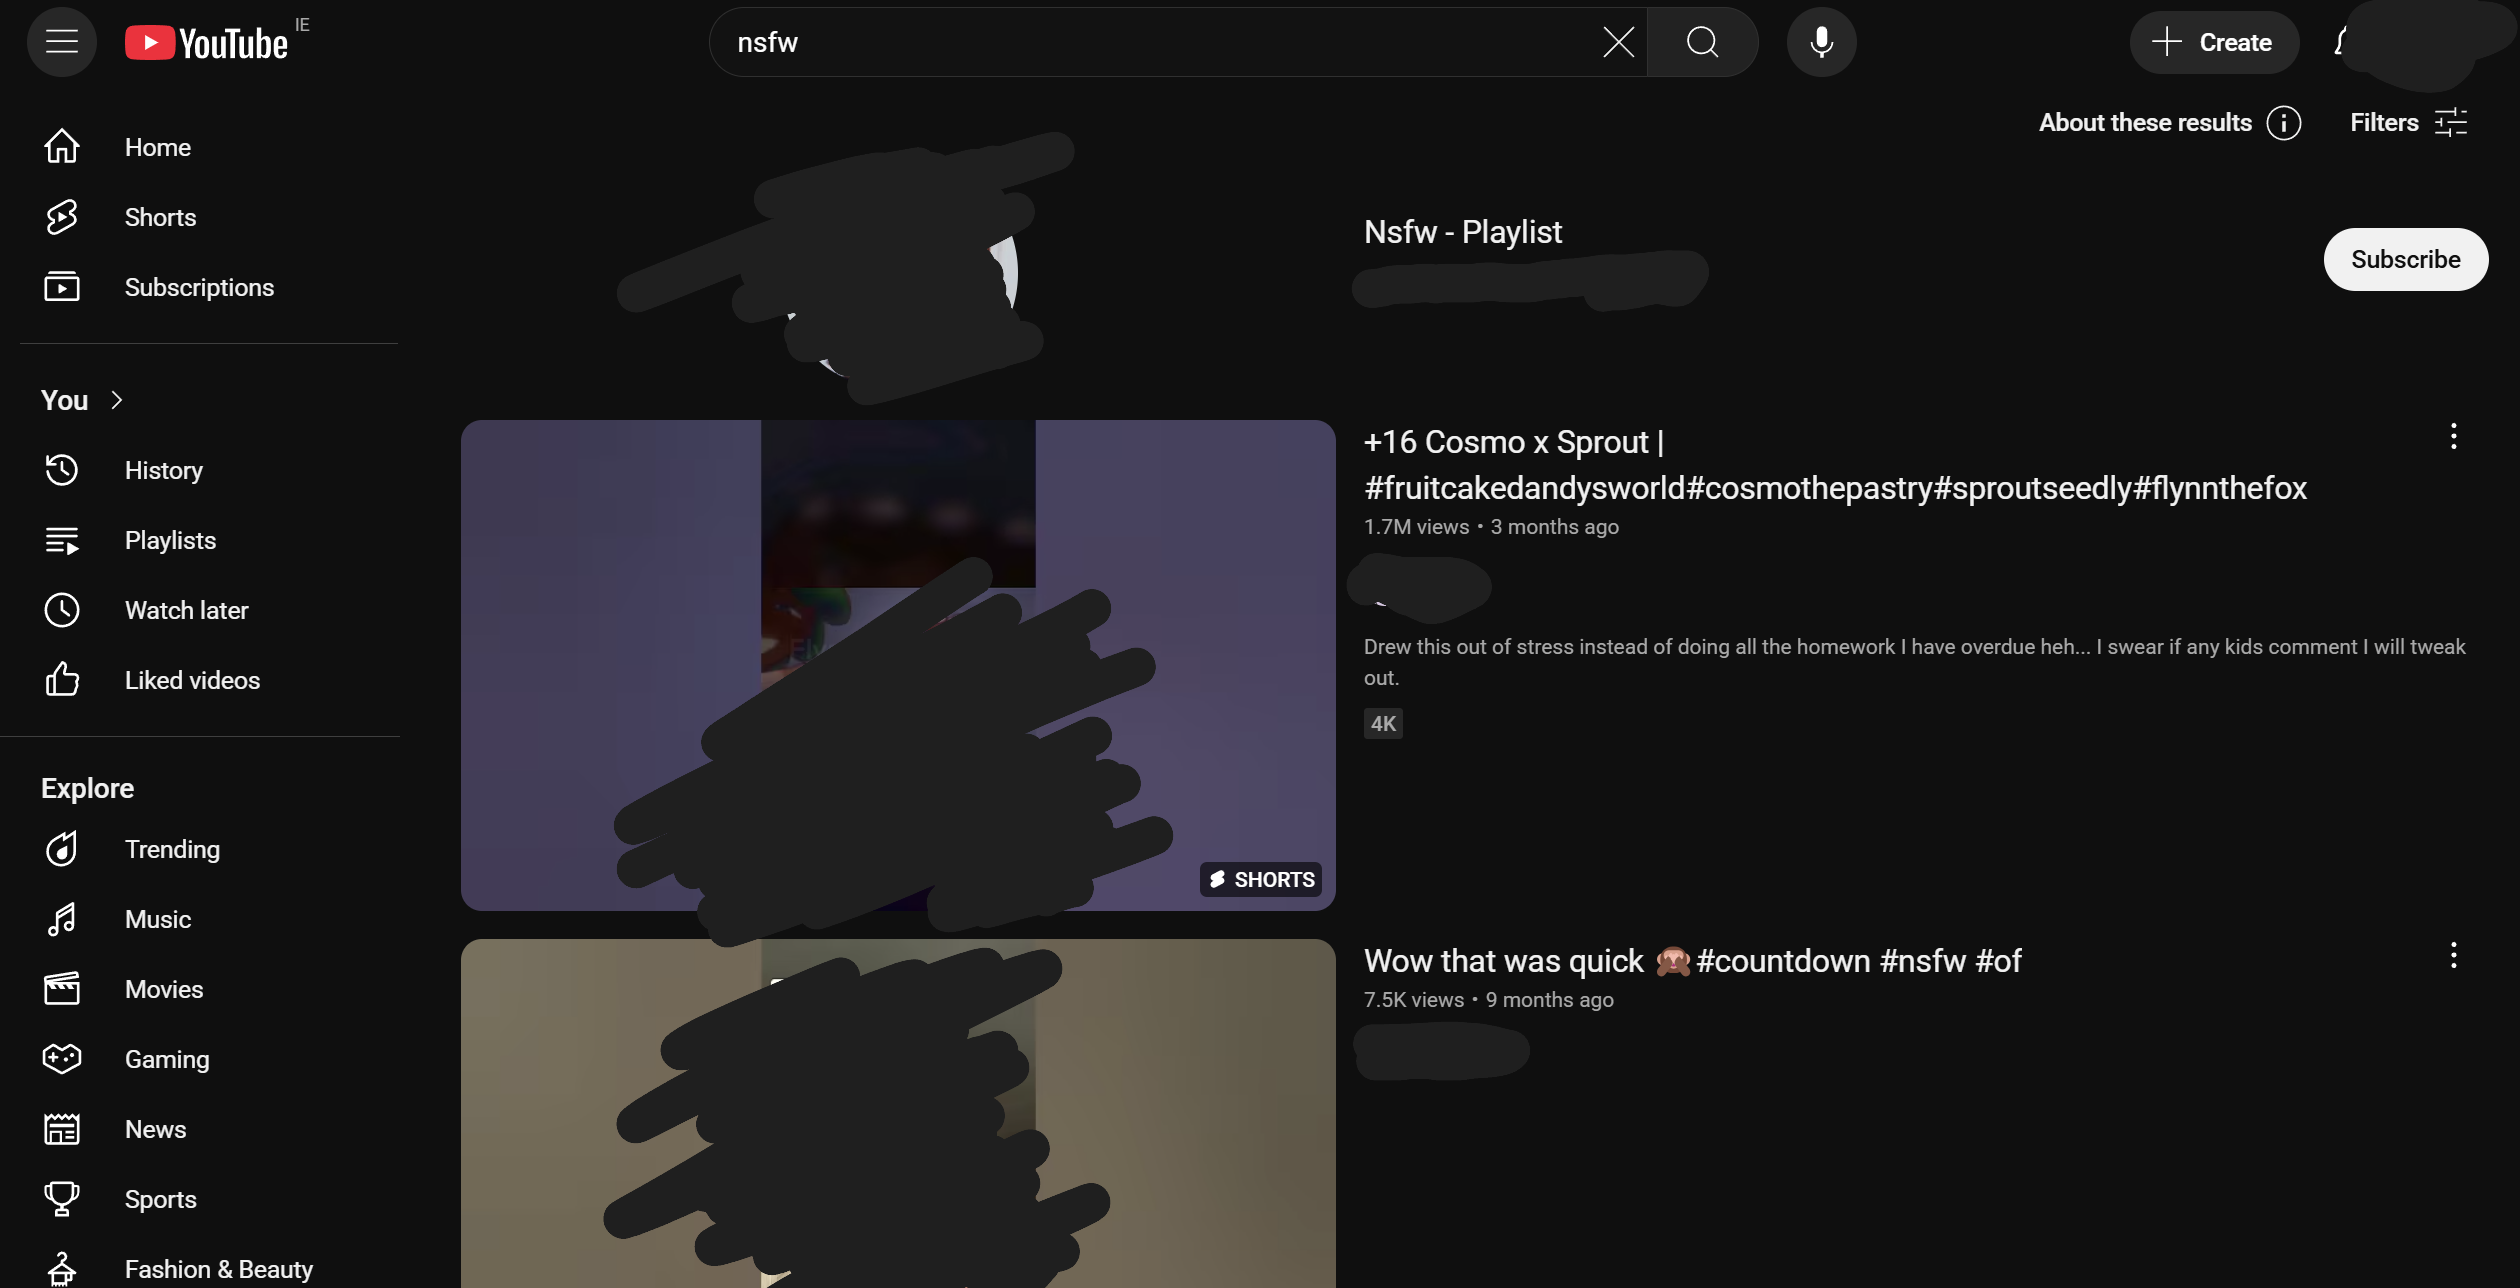 YouTube IE
nsfw
Create
Home
Shorts
Subscriptions
You
History
Playlists
Watch later
Liked videos
Explore
Trending
Music
Movies
Gaming
News
Sports
Fashion & Beauty
About these results
Filters
Nsfw - Playlist
Subscribe
+16 Cosmo x Sprout |
#fruitcakedandysworld#cosmothepastry#sproutseedly#flynnthefox
1.7M views • 3 months ago
Drew this out of stress instead of doing all the homework I have overdue heh... I swear if any kids comment I will tweak
out.
4K
SHORTS
Wow that was quick 🙈#countdown #nsfw #of
7.5K views • 9 months ago